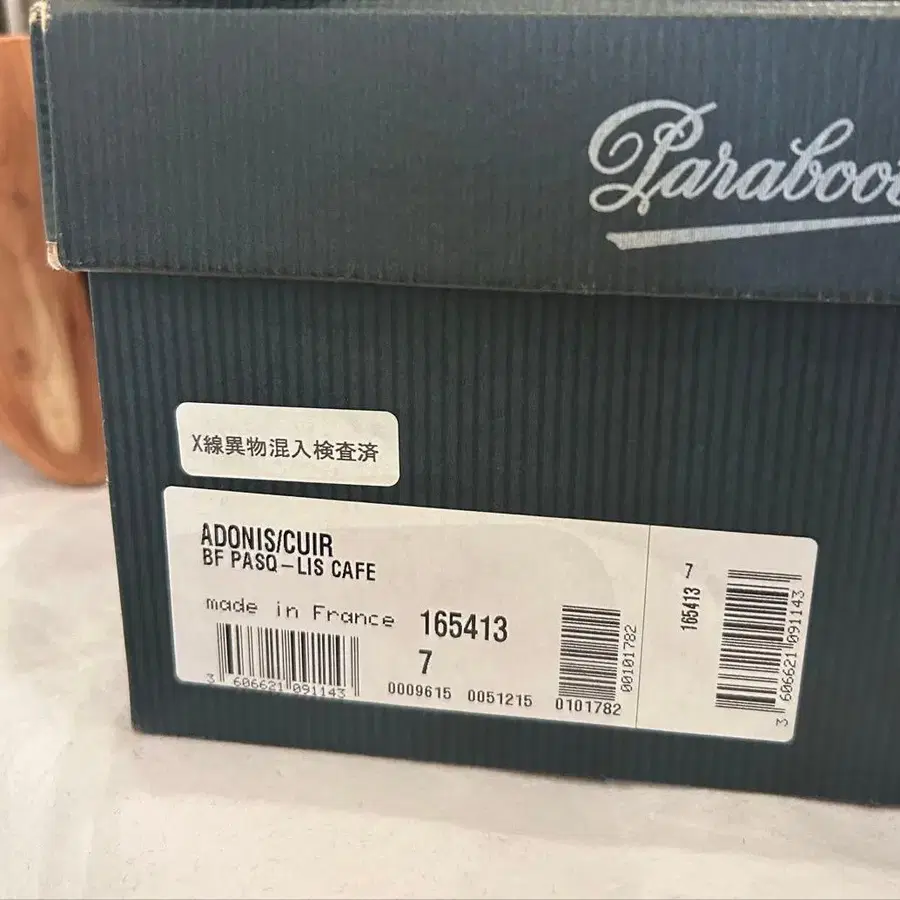 Paraboot
X線異物混入検査済
ADONIS/CUIR
BF PASQ-LIS CAFE
made in France
165413
7
3 606621 091143
0009615 0051215 0101782
00101782
7
165413
3 606621 091143